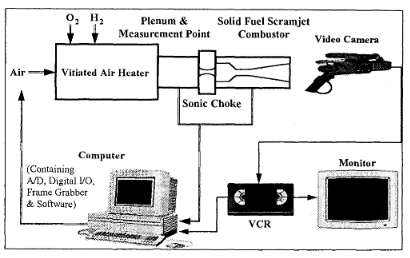 O2 H2
Plenum &
Measurement Point
Solid Fuel Scramjet
Combustor
Video Camera
Air
Vitiated Air Heater
Sonic Choke
Computer
(Containing
A/D, Digital I/O,
Frame Grabber
& Software)
Monitor
VCR